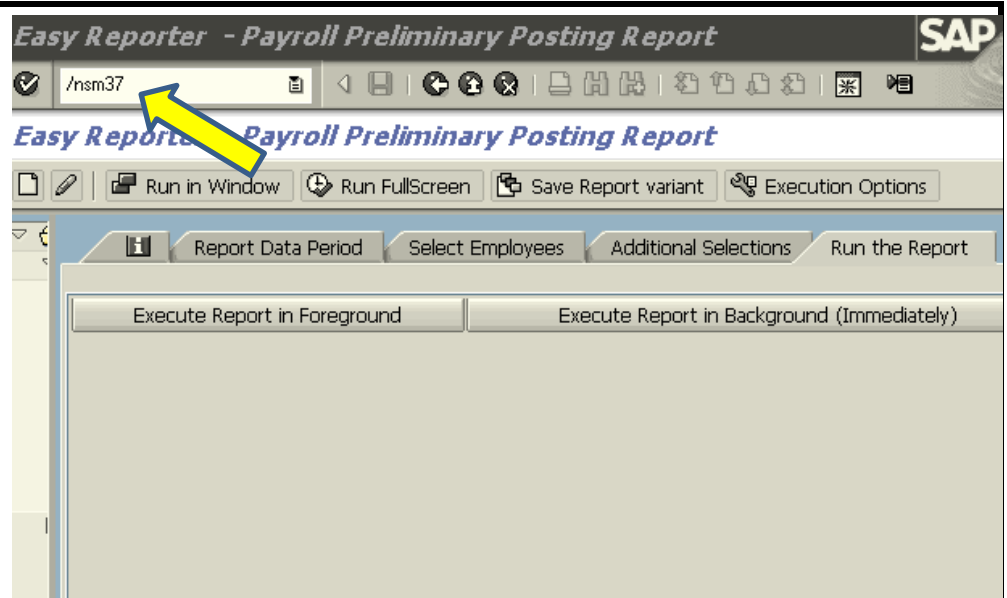 Easy Reporter - Payroll Preliminary Posting Report
SAP
/nsm37
Easy Reporter - Payroll Preliminary Posting Report
Run in Window Run FullScreen Save Report variant Execution Options
Report Data Period Select Employees Additional Selections Run the Report
Execute Report in Foreground Execute Report in Background (Immediately)